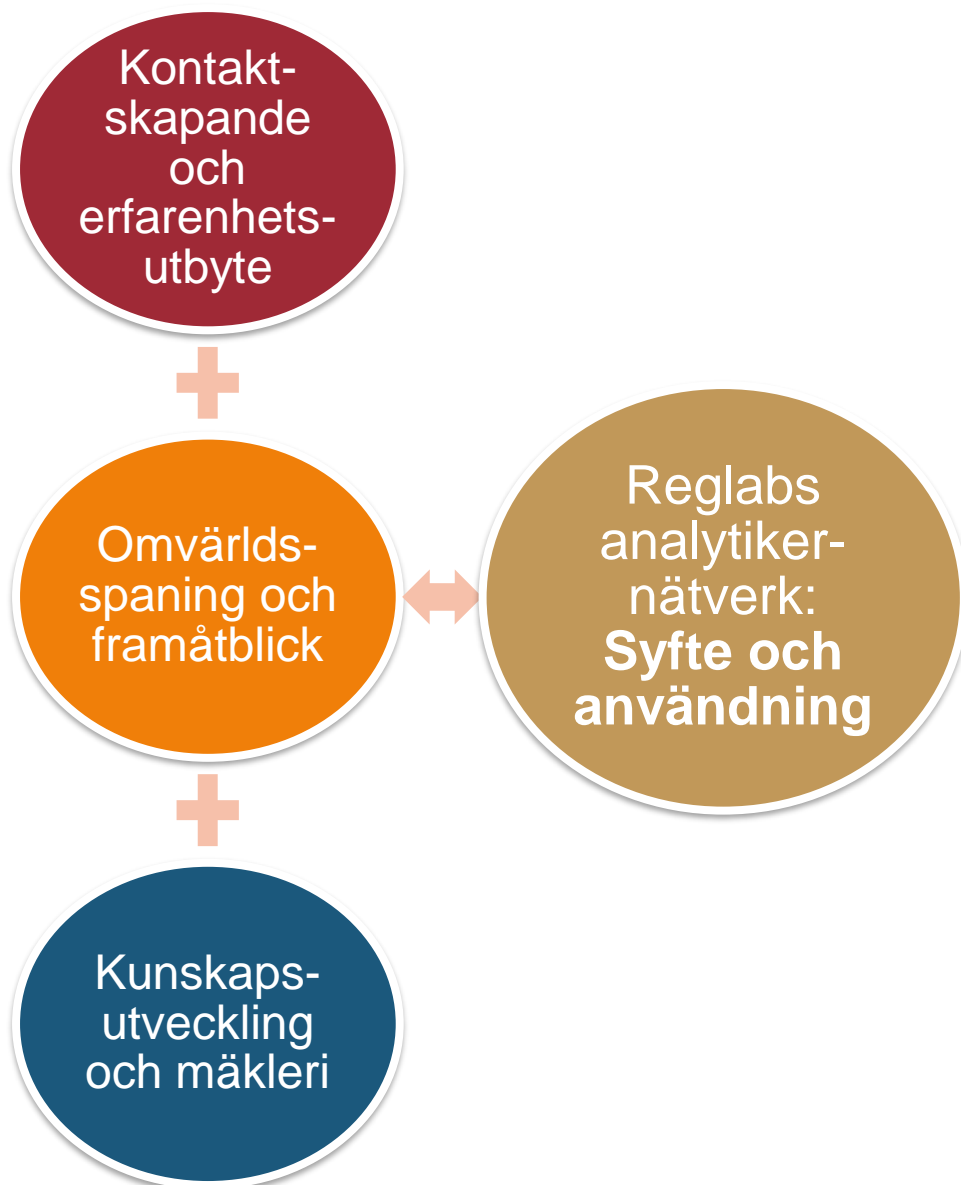 Kontakt-
skapande
och
erfarenhets-
utbyte
Omvärlds-
spaning och
framåtblick
Kunskaps-
utveckling
och mäkleri
Reglabs
analytiker-
nätverk:
Syfte och
användning